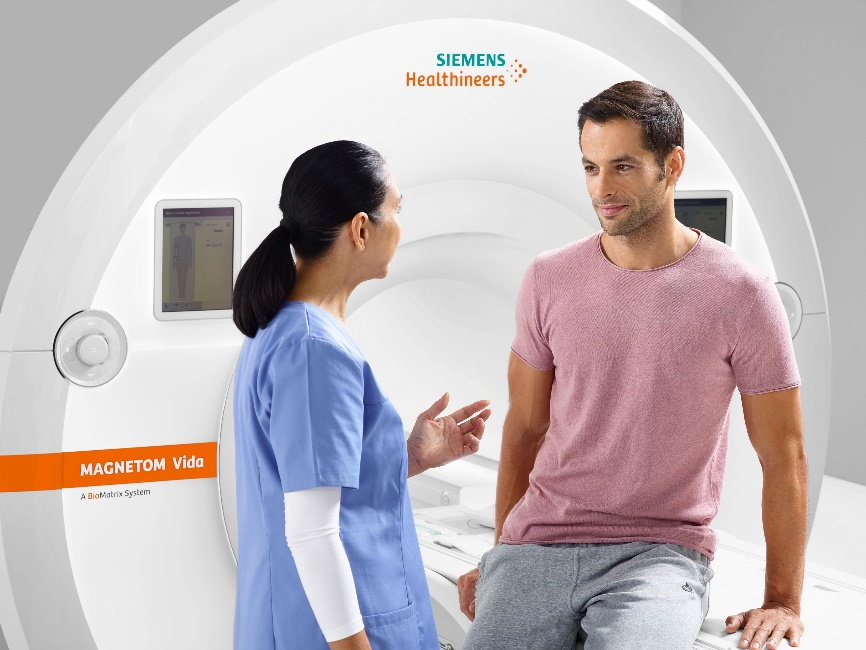 SIEMENS
Healthineers
MAGNETOM Vida
A BioMatrix System